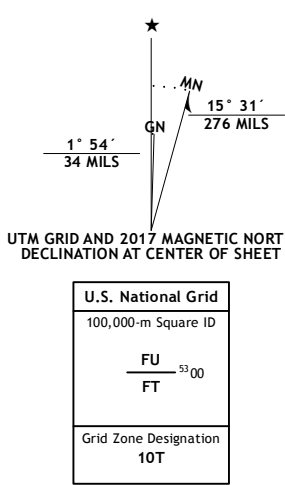 ★
MN
15° 31´
276 MILS
GN
1° 54´
34 MILS
UTM GRID AND 2017 MAGNETIC NORT
DECLINATION AT CENTER OF SHEET
U.S. National Grid
100,000-m Square ID
FU
5300
FT
Grid Zone Designation
10T